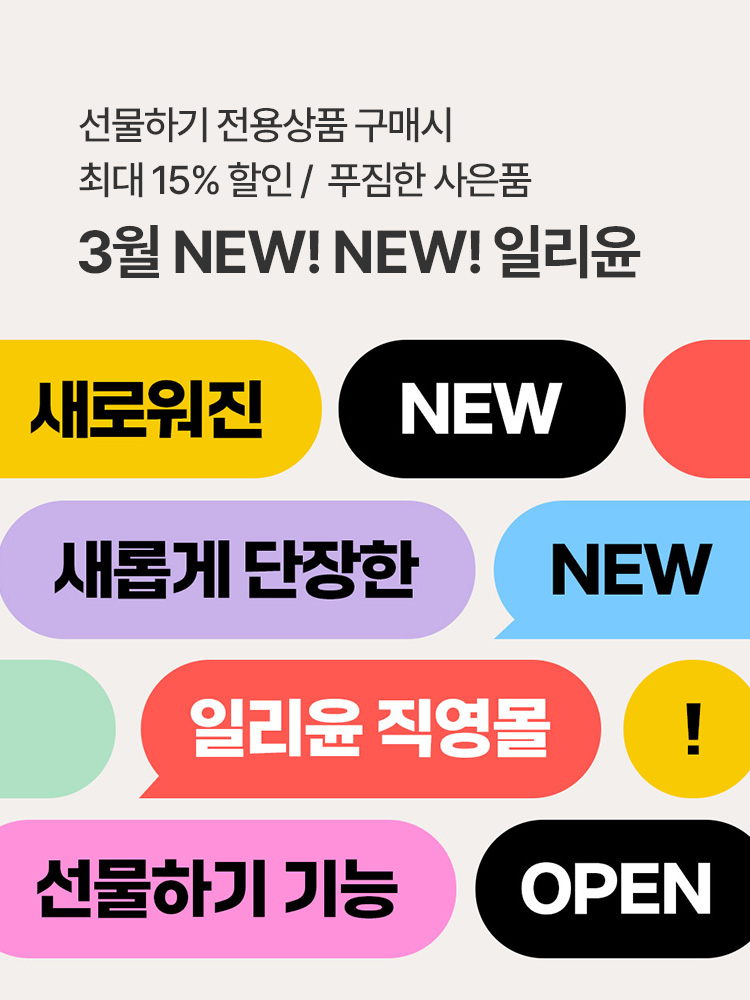 선물하기 전용상품 구매시
최대 15% 할인 / 푸짐한 사은품
3월 NEW! NEW! 일리윤
새로워진 NEW
새롭게 단장한 NEW
일리윤 직영몰 !
선물하기 기능 OPEN